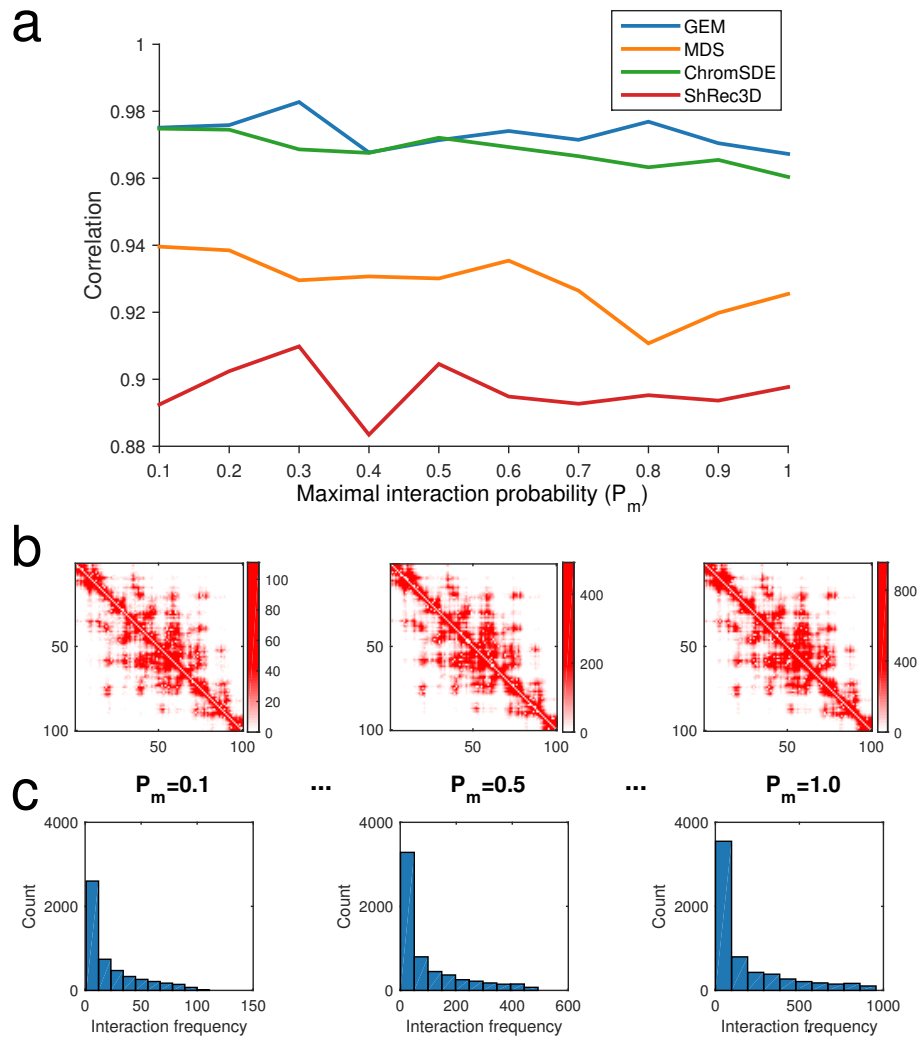 a
GEM
MDS
ChromSDE
ShRec3D
1
0.98
0.96
0.94
0.92
0.9
0.88
Correlation
0.1 0.2 0.3 0.4 0.5 0.6 0.7 0.8 0.9 1
Maximal interaction probability (P_m)
b
50
100
50 100
100
80
60
40
20
0
50
100
50 100
400
200
0
50
100
50 100
800
400
0
c
P_m=0.1 ... P_m=0.5 ... P_m=1.0
4000
2000
0
Count
0 50 100 150
Interaction frequency
4000
2000
0
Count
0 200 400 600
Interaction frequency
4000
2000
0
Count
0 500 1000
Interaction frequency